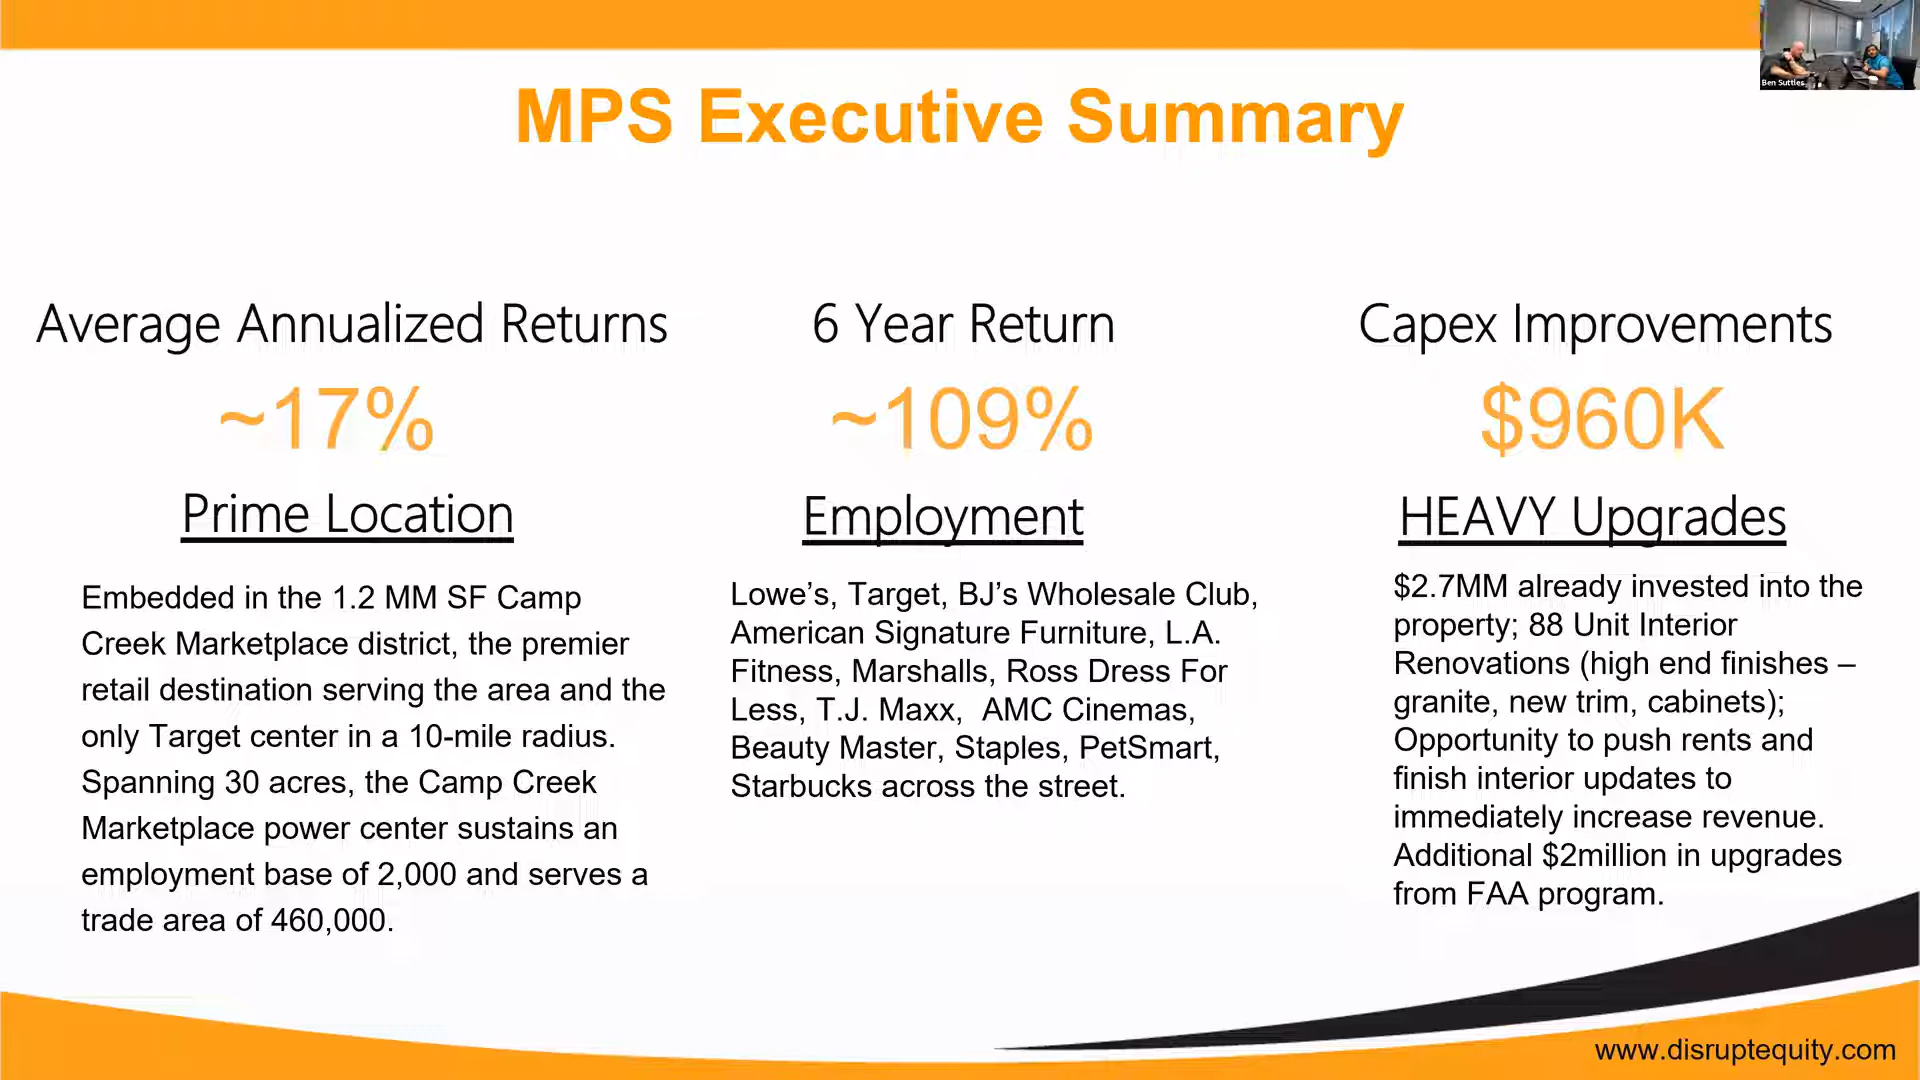 Ben Suttles
MPS Executive Summary
Average Annualized Returns
~17%
Prime Location
Embedded in the 1.2 MM SF Camp
Creek Marketplace district, the premier
retail destination serving the area and the
only Target center in a 10-mile radius.
Spanning 30 acres, the Camp Creek
Marketplace power center sustains an
employment base of 2,000 and serves a
trade area of 460,000.
6 Year Return
~109%
Employment
Lowe’s, Target, BJ’s Wholesale Club,
American Signature Furniture, L.A.
Fitness, Marshalls, Ross Dress For
Less, T.J. Maxx,  AMC Cinemas,
Beauty Master, Staples, PetSmart,
Starbucks across the street.
Capex Improvements
$960K
HEAVY Upgrades
$2.7MM already invested into the
property; 88 Unit Interior
Renovations (high end finishes –
granite, new trim, cabinets);
Opportunity to push rents and
finish interior updates to
immediately increase revenue.
Additional $2million in upgrades
from FAA program.
www.disruptequity.com